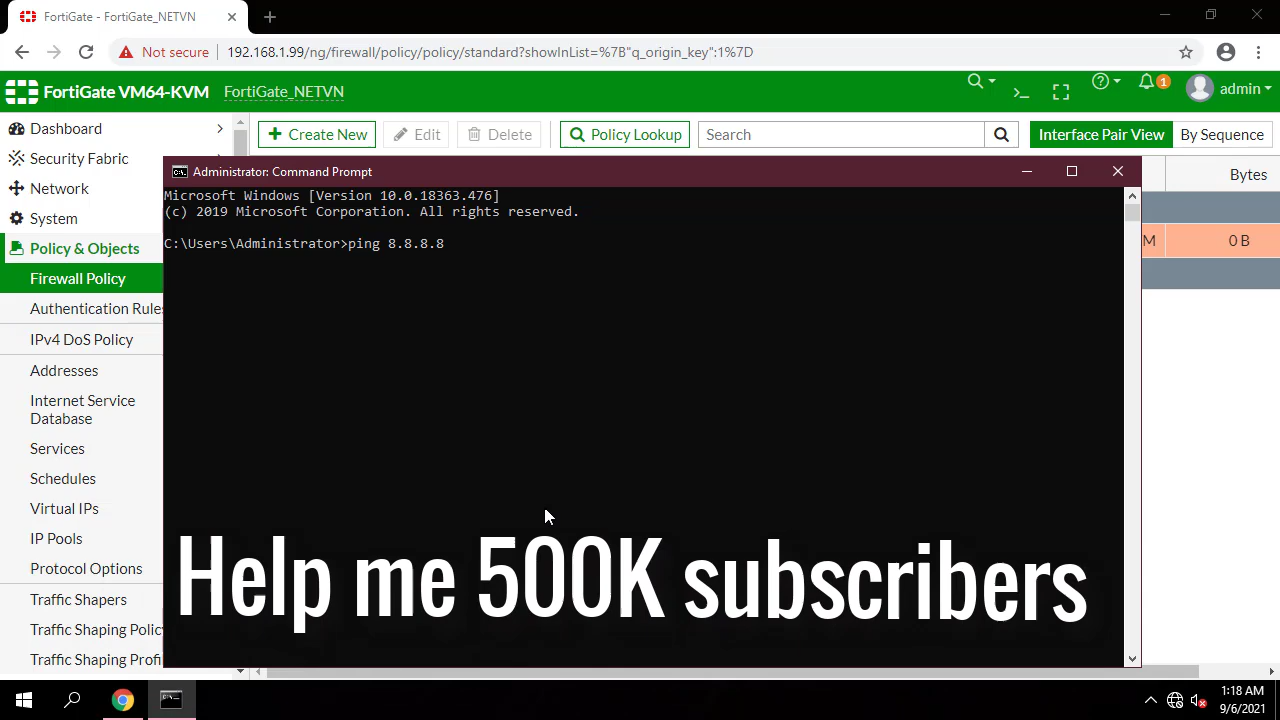 FortiGate - FortiGate_NETVN
Not secure 192.168.1.99/ng/firewall/policy/policy/standard?showInList=%7B"q_origin_key":1%7D
FortiGate VM64-KVM FortiGate_NETVN >_ 1 admin
Dashboard
Create New Edit Delete Policy Lookup Search Interface Pair View By Sequence
Security Fabric
Network
System
Policy & Objects
Firewall Policy
Authentication Rules
IPv4 DoS Policy
Addresses
Internet Service
Database
Services
Schedules
Virtual IPs
IP Pools
Protocol Options
Traffic Shapers
Traffic Shaping Polic
Traffic Shaping Profi
Bytes
M 0 B
Administrator: Command Prompt
Microsoft Windows [Version 10.0.18363.476]
(c) 2019 Microsoft Corporation. All rights reserved.
C:\Users\Administrator>ping 8.8.8.8
Help me 500K subscribers
1:18 AM
9/6/2021